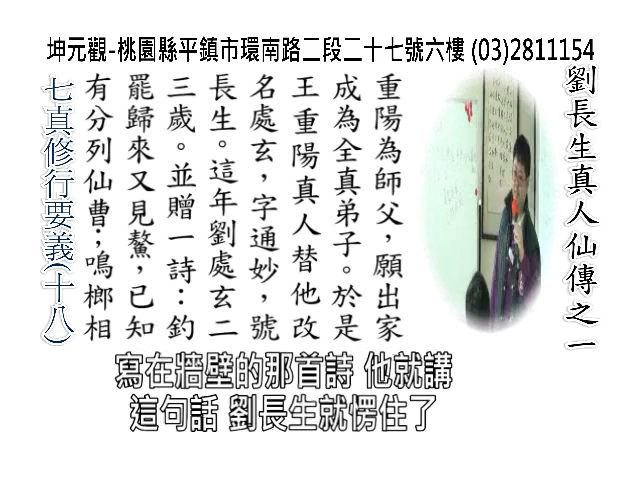 坤元觀-桃園縣平鎮市環南路二段二十七號六樓 (03)2811154
劉長生真人仙傳之一
重陽為師父，願出家
成為全真弟子。於是
王重陽真人替他改
名處玄，字通妙，號
長生。這年劉處玄二
三歲。並贈一詩：釣
罷歸來又見鰲，已知
有分列仙曹，鳴榔相
七真修行要義(十八)
寫在牆壁的那首詩 他就講
這句話 劉長生就愣住了